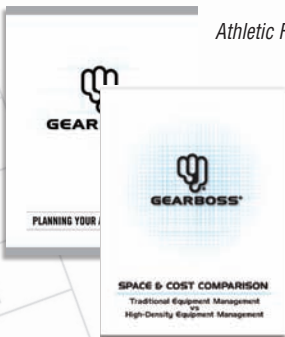 Athletic
GEAR
PLANNING YOUR
GEARBOSS®
SPACE & COST COMPARISON
Traditional Equipment Management
vs
High-Density Equipment Management